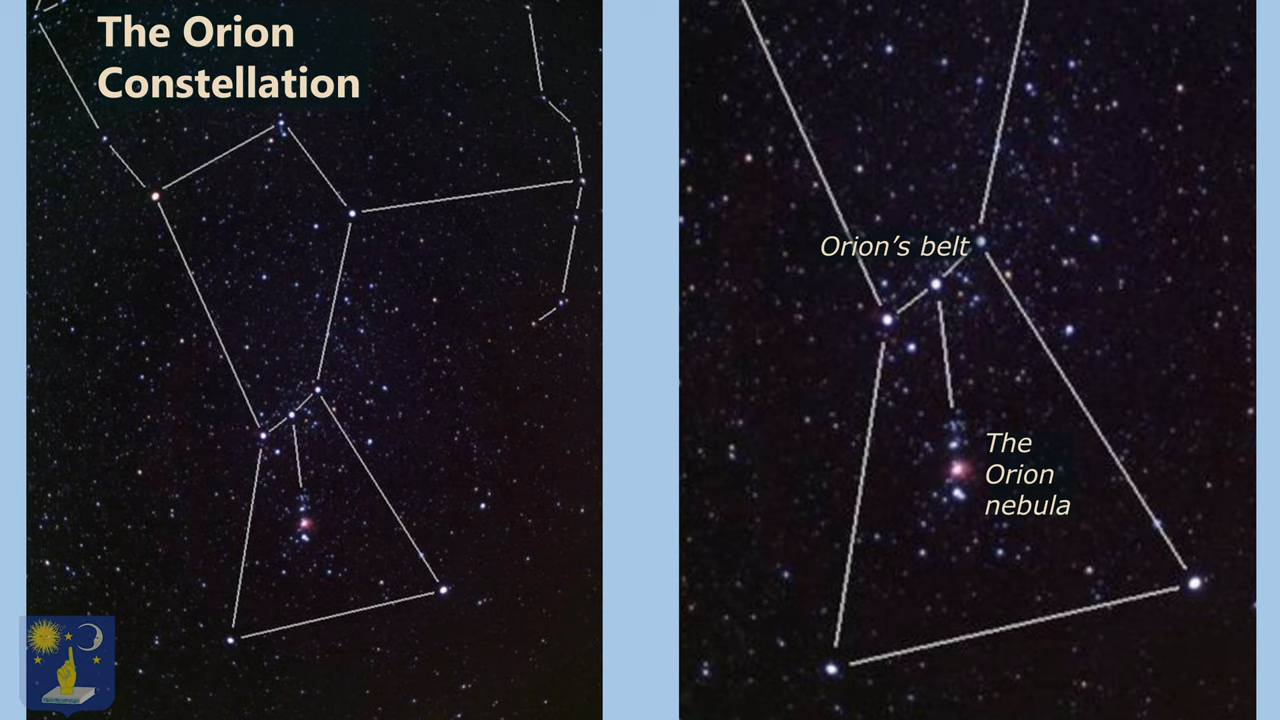 The Orion
Constellation
Orion’s belt
The
Orion
nebula